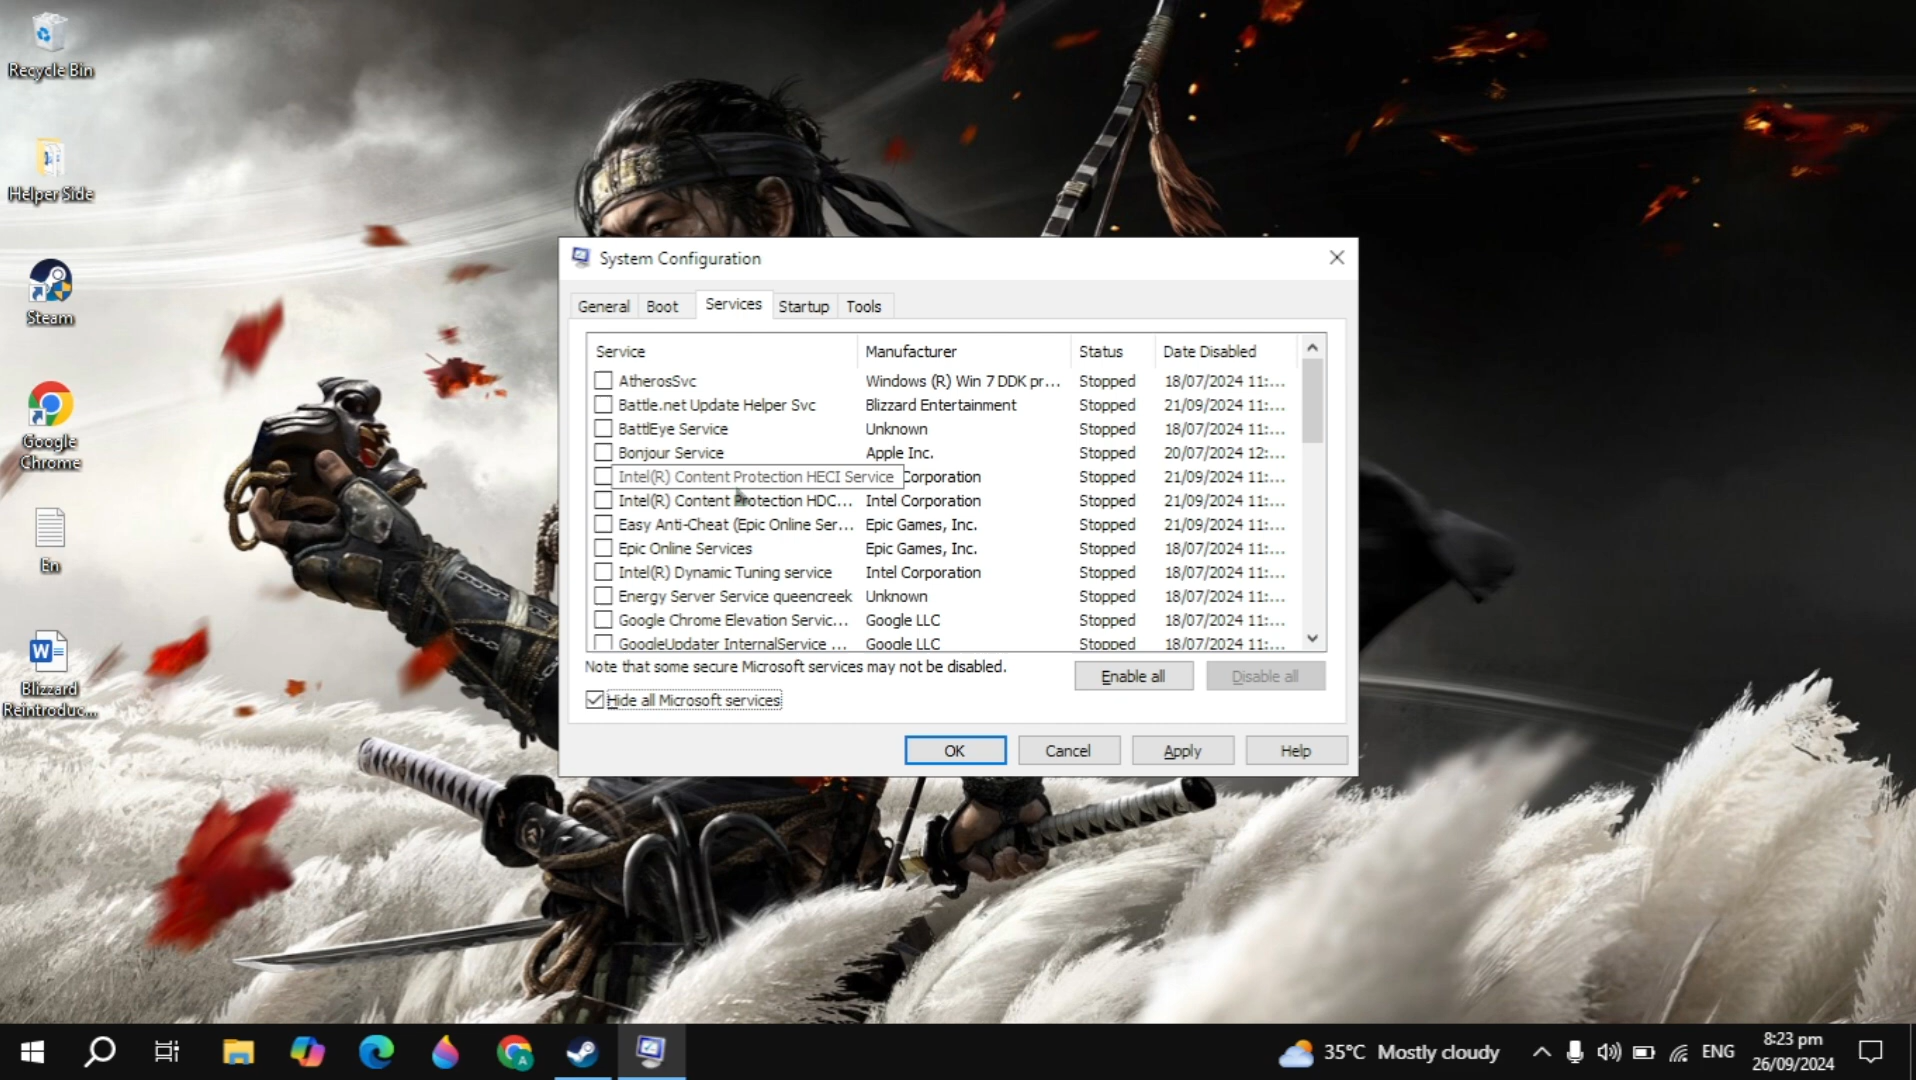 Recycle Bin
Helper Side
Steam
Google
Chrome
En
Blizzard
Reintroduc...
System Configuration
General Boot Services Startup Tools
Service Manufacturer Status Date Disabled
AtherosSvc Windows (R) Win 7 DDK pr... Stopped 18/07/2024 11:...
Battle.net Update Helper Svc Blizzard Entertainment Stopped 21/09/2024 11:...
BattlEye Service Unknown Stopped 18/07/2024 11:...
Bonjour Service Apple Inc. Stopped 20/07/2024 12:...
Intel(R) Content Protection HECI Service Corporation Stopped 21/09/2024 11:...
Intel(R) Content Protection HDC... Intel Corporation Stopped 21/09/2024 11:...
Easy Anti-Cheat (Epic Online Ser... Epic Games, Inc. Stopped 21/09/2024 11:...
Epic Online Services Epic Games, Inc. Stopped 18/07/2024 11:...
Intel(R) Dynamic Tuning service Intel Corporation Stopped 18/07/2024 11:...
Energy Server Service queencreek Unknown Stopped 18/07/2024 11:...
Google Chrome Elevation Servic... Google LLC Stopped 18/07/2024 11:...
GoogleUpdater InternalService ... Google LLC Stopped 18/07/2024 11:...
Note that some secure Microsoft services may not be disabled.
Enable all Disable all
Hide all Microsoft services
OK Cancel Apply Help
35°C Mostly cloudy ENG 8:23 pm
26/09/2024